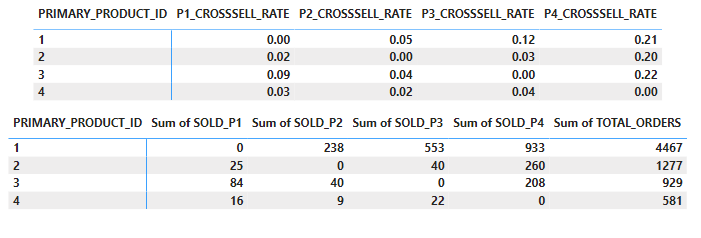 PRIMARY_PRODUCT_ID P1_CROSSSELL_RATE P2_CROSSSELL_RATE P3_CROSSSELL_RATE P4_CROSSSELL_RATE
1 0.00 0.05 0.12 0.21
2 0.02 0.00 0.03 0.20
3 0.09 0.04 0.00 0.22
4 0.03 0.02 0.04 0.00
PRIMARY_PRODUCT_ID Sum of SOLD_P1 Sum of SOLD_P2 Sum of SOLD_P3 Sum of SOLD_P4 Sum of TOTAL_ORDERS
1 0 238 553 933 4467
2 25 0 40 260 1277
3 84 40 0 208 929
4 16 9 22 0 581